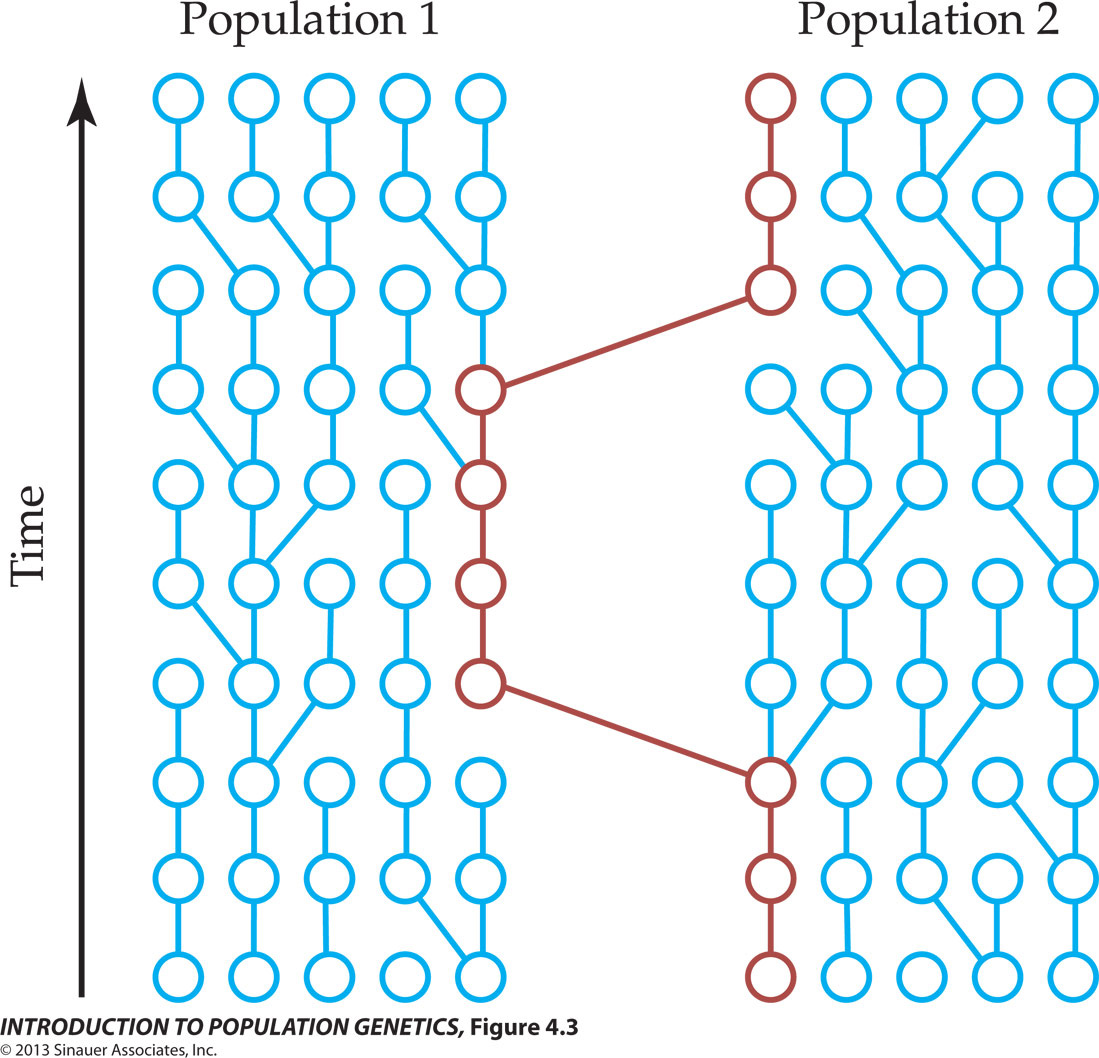 Population 1
Population 2
Time
INTRODUCTION TO POPULATION GENETICS, Figure 4.3
© 2013 Sinauer Associates, Inc.